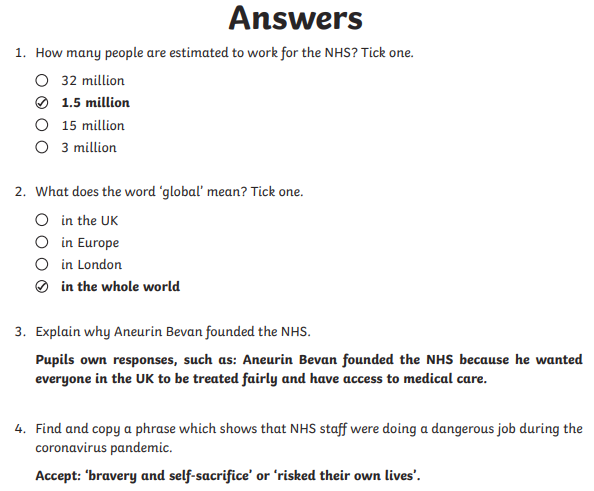 Answers
1. How many people are estimated to work for the NHS? Tick one.
32 million
1.5 million
15 million
3 million
2. What does the word ‘global’ mean? Tick one.
in the UK
in Europe
in London
in the whole world
3. Explain why Aneurin Bevan founded the NHS.
Pupils own responses, such as: Aneurin Bevan founded the NHS because he wanted
everyone in the UK to be treated fairly and have access to medical care.
4. Find and copy a phrase which shows that NHS staff were doing a dangerous job during the
coronavirus pandemic.
Accept: ‘bravery and self-sacrifice’ or ‘risked their own lives’.